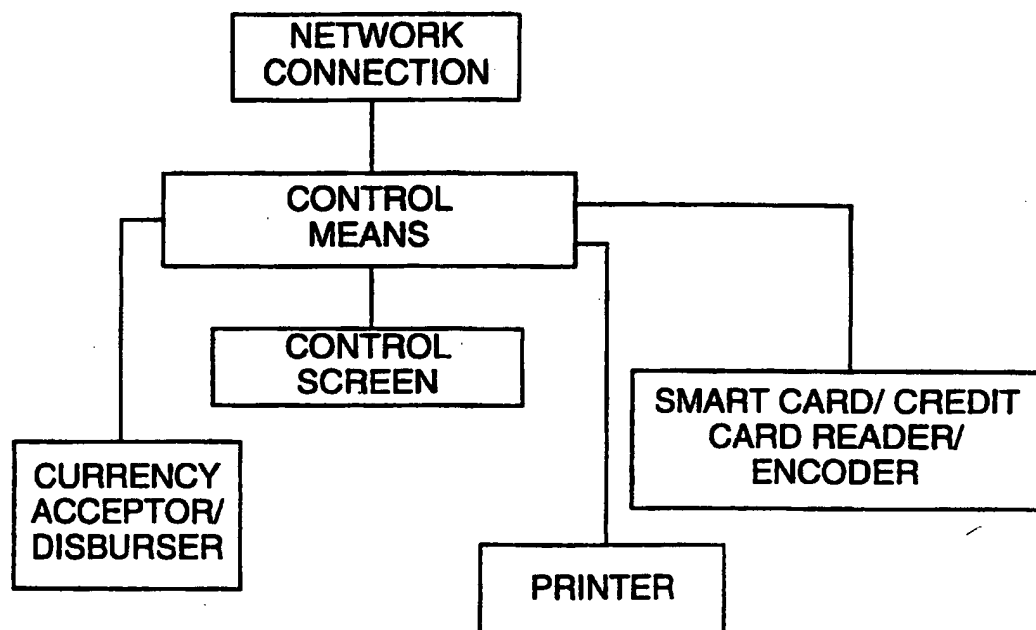 NETWORK
CONNECTION
CONTROL
MEANS
CONTROL
SCREEN
SMART CARD/ CREDIT
CARD READER/
ENCODER
CURRENCY
ACCEPTOR/
DISBURSER
PRINTER